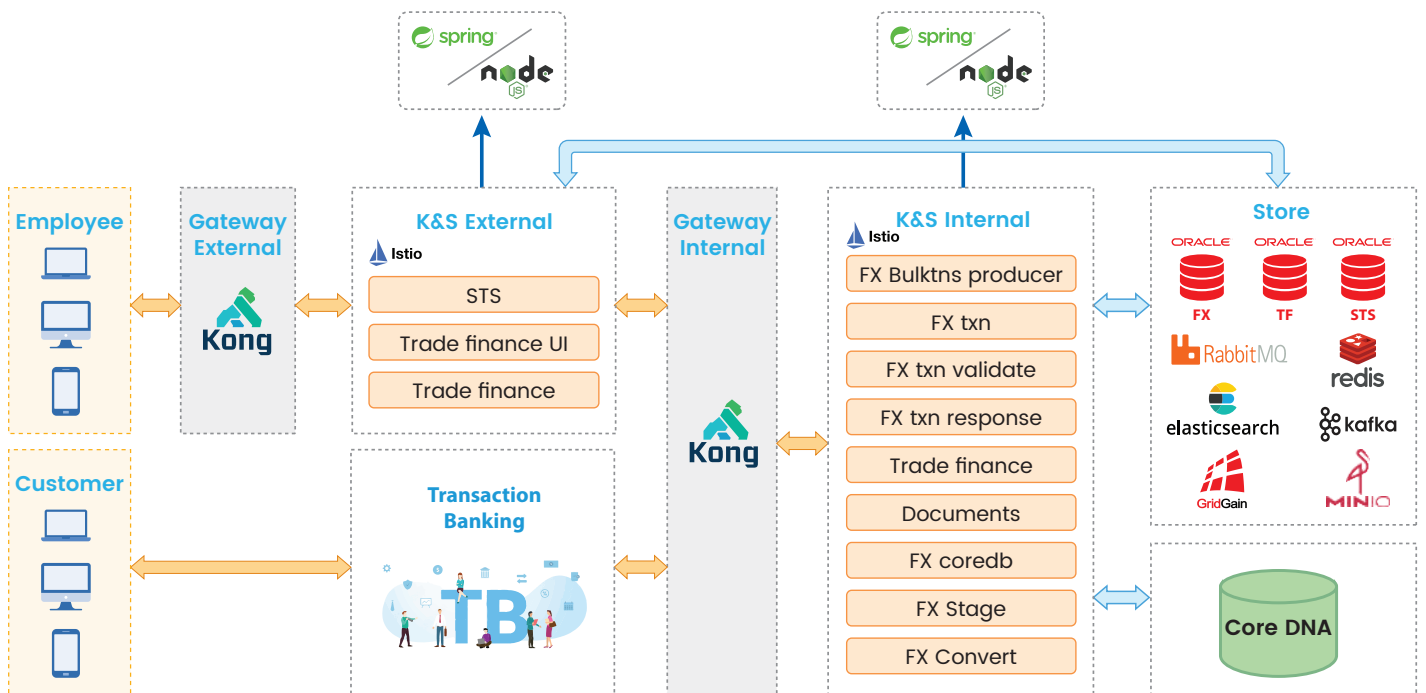 spring
node
JS
spring
node
JS
Employee
Gateway
External
Kong
K&S External
Istio
STS
Trade finance UI
Trade finance
Gateway
Internal
Kong
K&S Internal
Istio
FX Bulktns producer
FX txn
FX txn validate
FX txn response
Trade finance
Documents
FX coredb
FX Stage
FX Convert
Store
ORACLE ORACLE ORACLE
FX TF STS
RabbitMQ
redis
elasticsearch
kafka
GridGain
MINIO
Customer
Transaction
Banking
TB
Core DNA